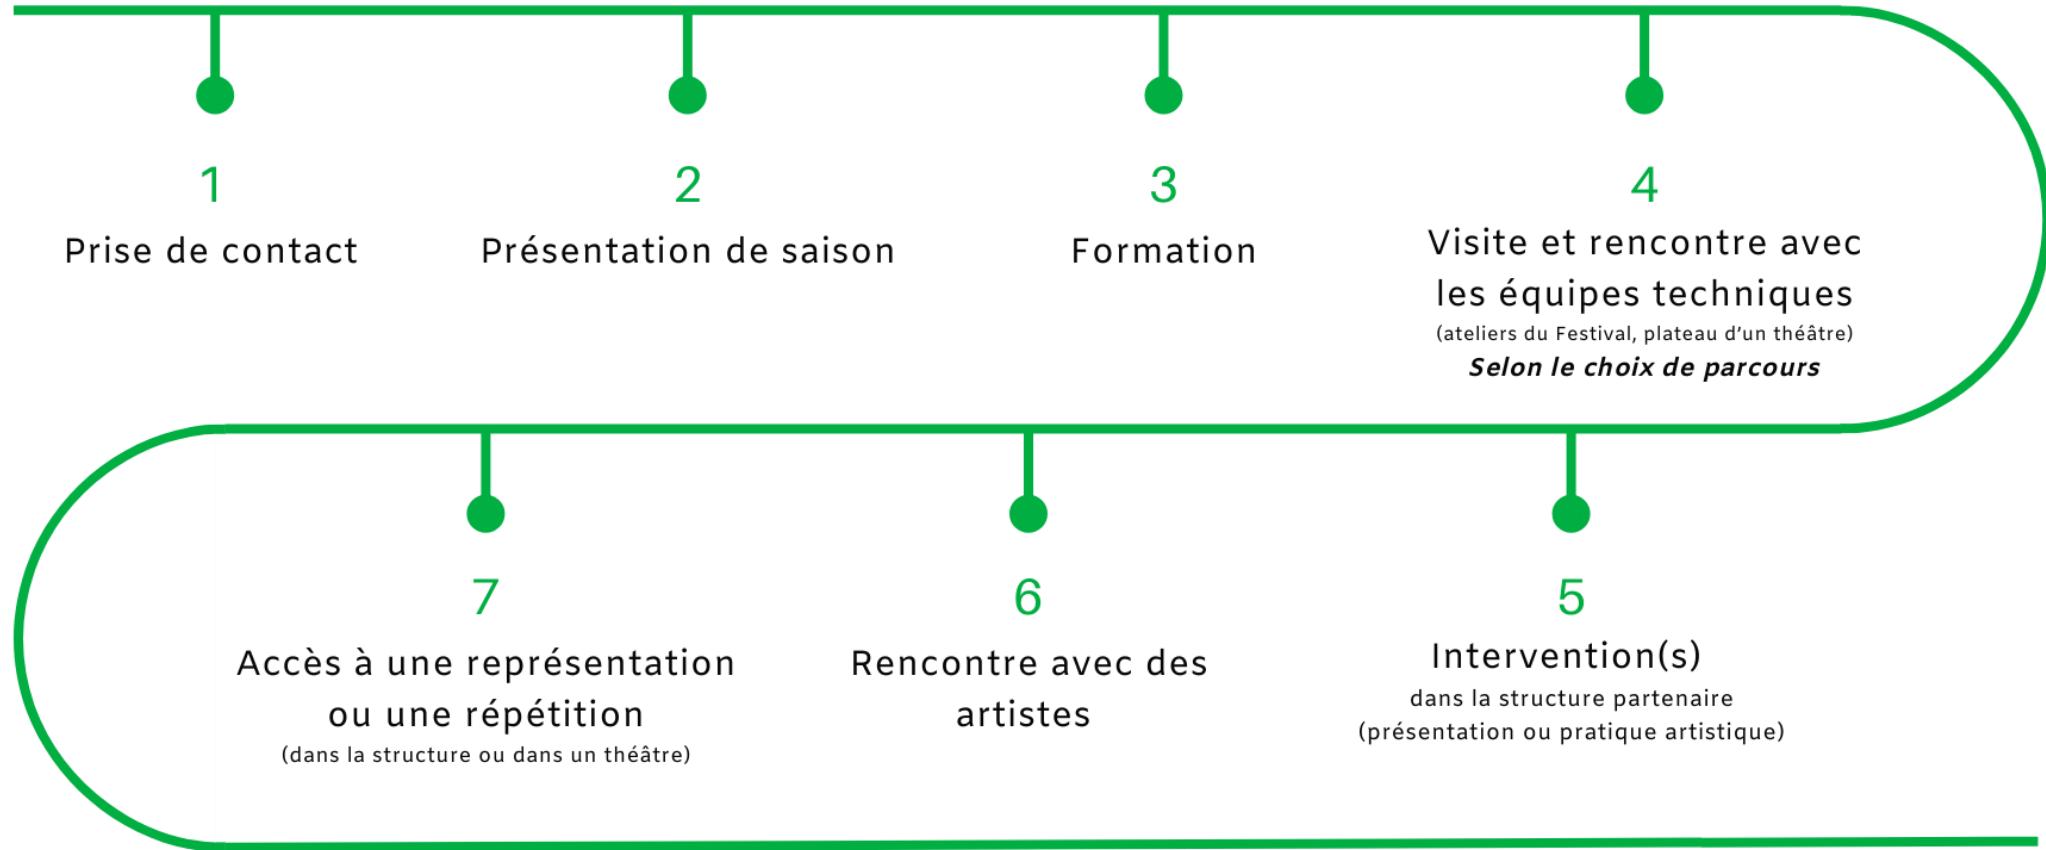 1
Prise de contact
2
Présentation de saison
3
Formation
4
Visite et rencontre avec
les équipes techniques
(ateliers du Festival, plateau d’un théâtre)
Selon le choix de parcours
5
Intervention(s)
dans la structure partenaire
(présentation ou pratique artistique)
6
Rencontre avec des
artistes
7
Accès à une représentation
ou une répétition
(dans la structure ou dans un théâtre)